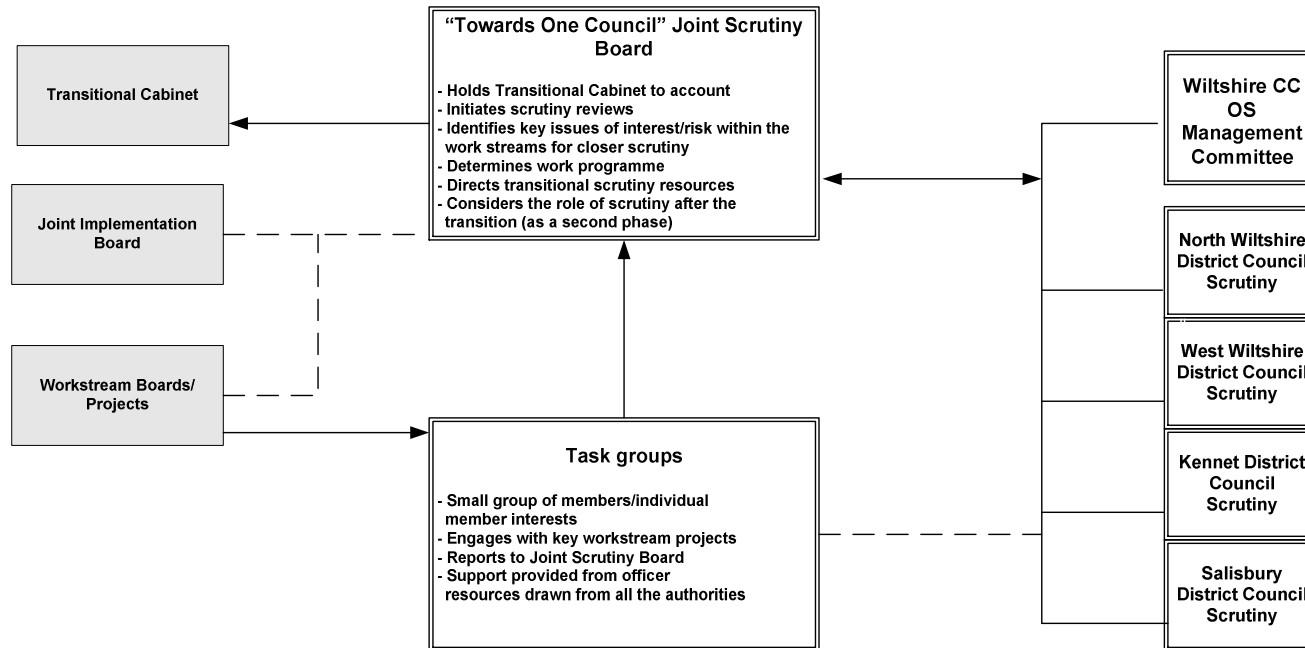 “Towards One Council” Joint Scrutiny
Board
- Holds Transitional Cabinet to account
- Initiates scrutiny reviews
- Identifies key issues of interest/risk within the
work streams for closer scrutiny
- Determines work programme
- Directs transitional scrutiny resources
- Considers the role of scrutiny after the
transition (as a second phase)
Transitional Cabinet
Joint Implementation
Board
Workstream Boards/
Projects
Task groups
- Small group of members/individual
member interests
- Engages with key workstream projects
- Reports to Joint Scrutiny Board
- Support provided from officer
resources drawn from all the authorities
Wiltshire CC
OS
Management
Committee
North Wiltshire
District Council
Scrutiny
West Wiltshire
District Council
Scrutiny
Kennet District
Council
Scrutiny
Salisbury
District Council
Scrutiny